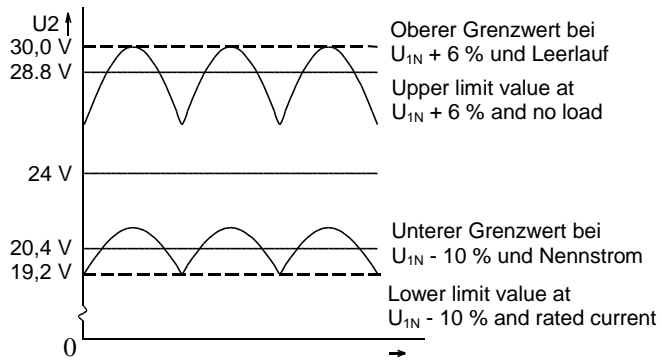 U2
30,0 V
28.8 V
24 V
20,4 V
19,2 V
0
Oberer Grenzwert bei
U1N + 6 % und Leerlauf
Upper limit value at
U1N + 6 % and no load
Unterer Grenzwert bei
U1N - 10 % und Nennstrom
Lower limit value at
U1N - 10 % and rated current